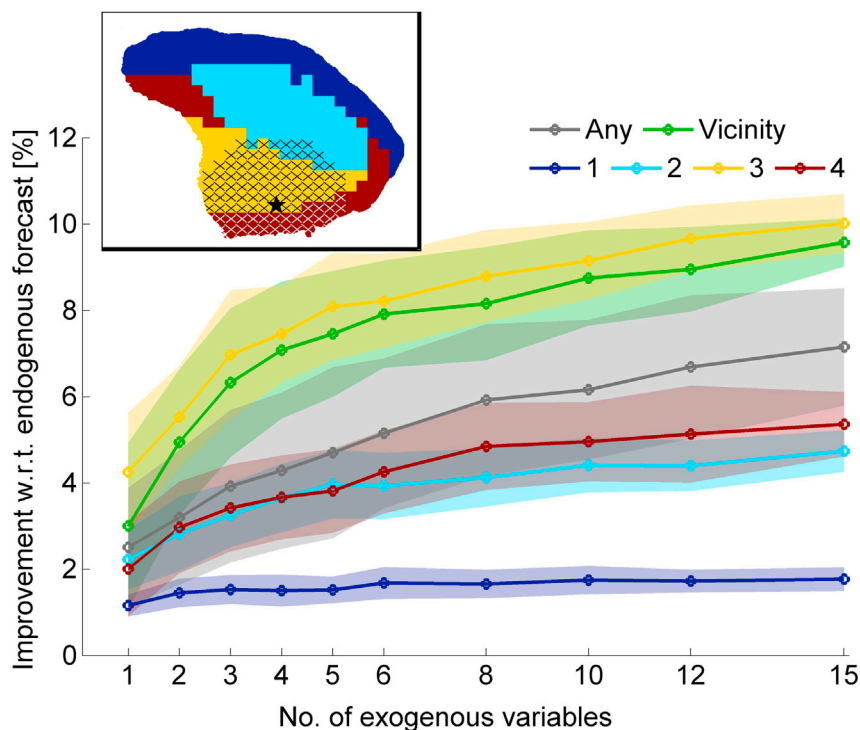 Improvement w.r.t. endogenous forecast [%]
12
10
8
6
4
2
0
Any Vicinity
1 2 3 4
1 2 3 4 5 6 8 10 12 15
No. of exogenous variables